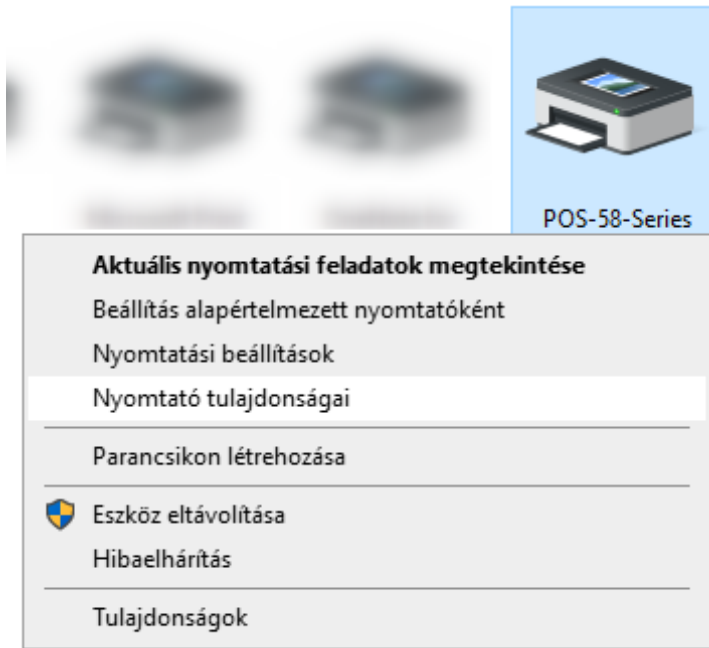 POS-58-Series
Aktuális nyomtatási feladatok megtekintése
Beállítás alapértelmezett nyomtatóként
Nyomtatási beállítások
Nyomtató tulajdonságai
Parancsikon létrehozása
Eszköz eltávolítása
Hibaelhárítás
Tulajdonságok